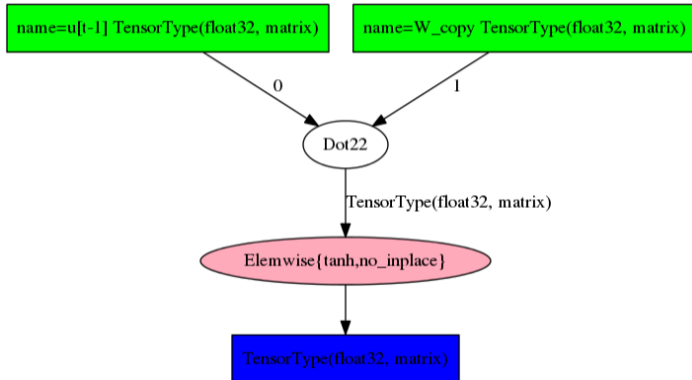 name=u[t-1] TensorType(float32, matrix)
name=W_copy TensorType(float32, matrix)
0
1
Dot22
TensorType(float32, matrix)
Elemwise{tanh,no_inplace}
TensorType(float32, matrix)